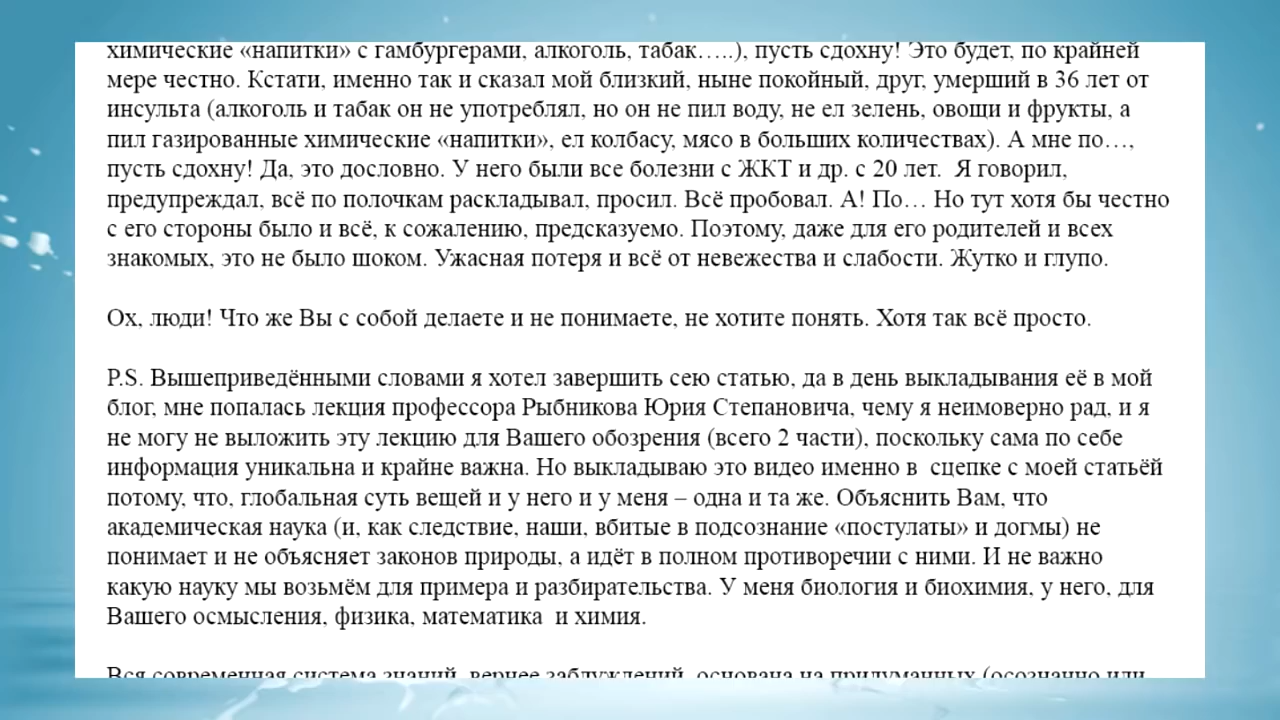 химические «напитки» с гамбургерами, алкоголь, табак…..), пусть сдохну! Это будет, по крайней
мере честно. Кстати, именно так и сказал мой близкий, ныне покойный, друг, умерший в 36 лет от
инсульта (алкоголь и табак он не употреблял, но он не пил воду, не ел зелень, овощи и фрукты, а
пил газированные химические «напитки», ел колбасу, мясо в больших количествах). А мне по…,
пусть сдохну! Да, это дословно. У него были все болезни с ЖКТ и др. с 20 лет.  Я говорил,
предупреждал, всё по полочкам раскладывал, просил. Всё пробовал. А! По… Но тут хотя бы честно
с его стороны было и всё, к сожалению, предсказуемо. Поэтому, даже для его родителей и всех
знакомых, это не было шоком. Ужасная потеря и всё от невежества и слабости. Жутко и глупо.
Ох, люди! Что же Вы с собой делаете и не понимаете, не хотите понять. Хотя так всё просто.
P.S. Вышеприведёнными словами я хотел завершить сею статью, да в день выкладывания её в мой
блог, мне попалась лекция профессора Рыбникова Юрия Степановича, чему я неимоверно рад, и я
не могу не выложить эту лекцию для Вашего обозрения (всего 2 части), поскольку сама по себе
информация уникальна и крайне важна. Но выкладываю это видео именно в  сцепке с моей статьёй
потому, что, глобальная суть вещей и у него и у меня – одна и та же. Объяснить Вам, что
академическая наука (и, как следствие, наши, вбитые в подсознание «постулаты» и догмы) не
понимает и не объясняет законов природы, а идёт в полном противоречии с ними. И не важно
какую науку мы возьмём для примера и разбирательства. У меня биология и биохимия, у него, для
Вашего осмысления, физика, математика  и химия.
Вся современная система знаний, вернее заблуждений, основана на придуманных (осознанно или